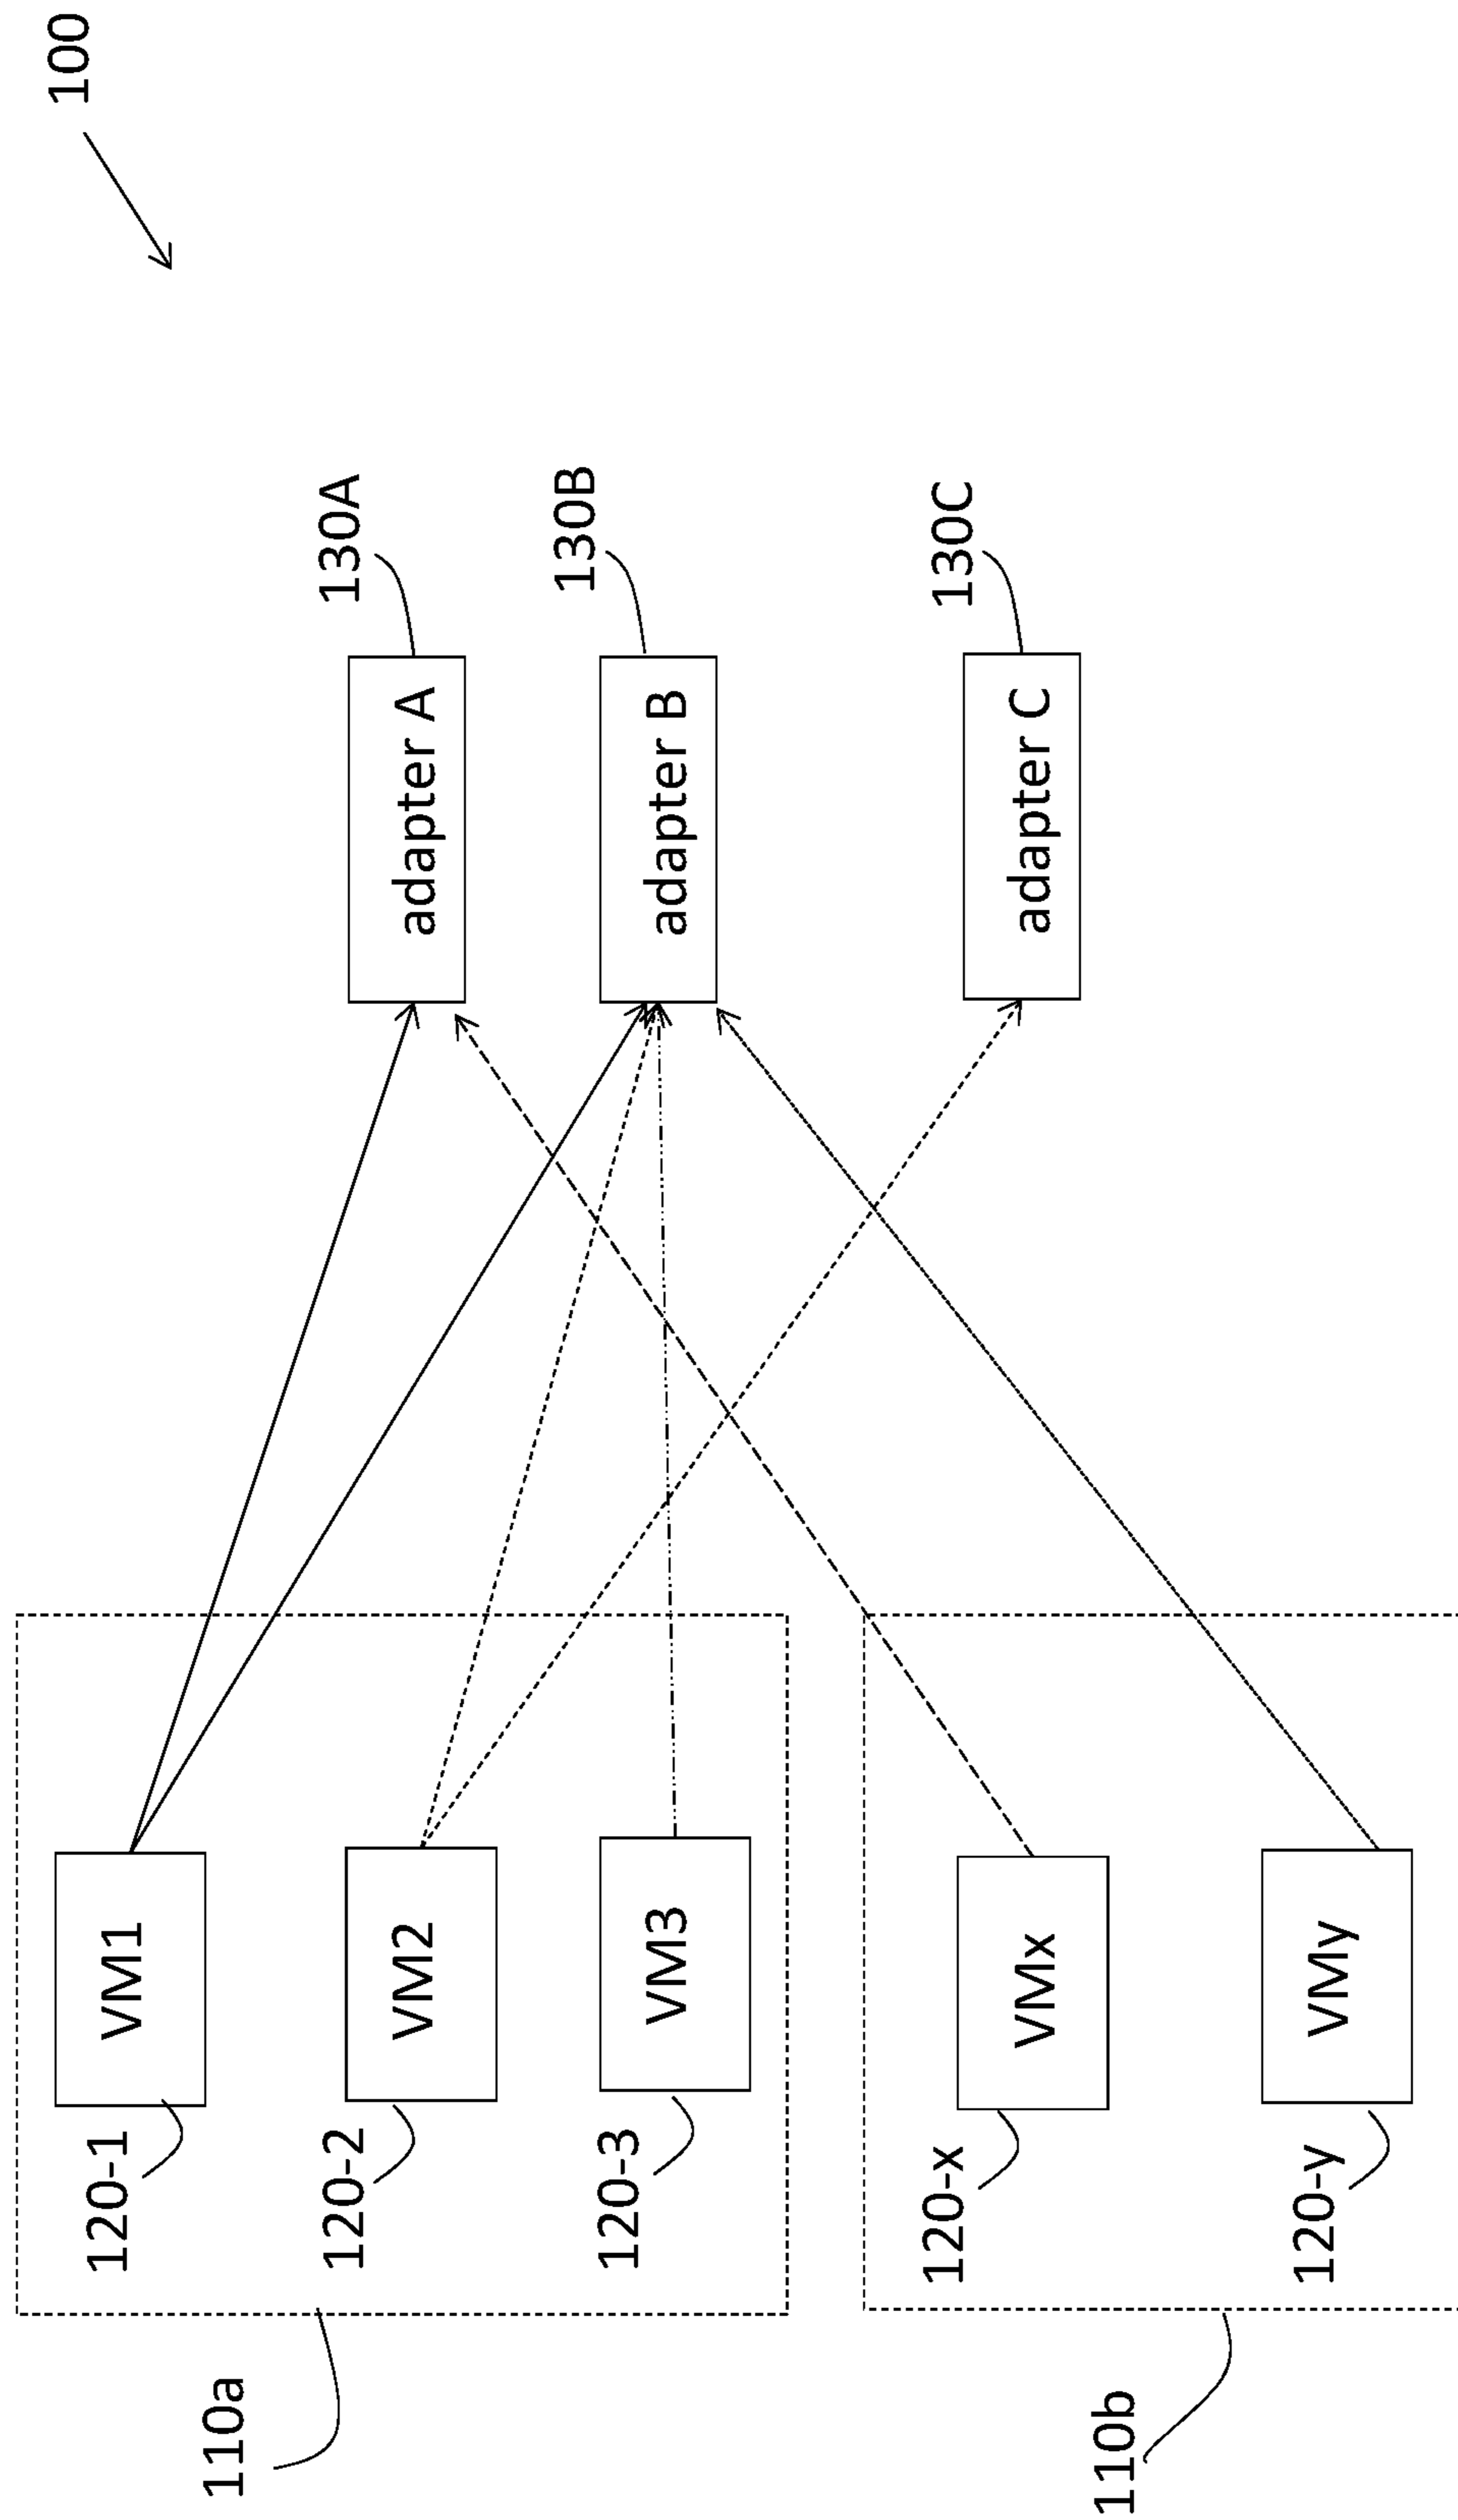 100
110a
120-1
VM1
120-2
VM2
120-3
VM3
110b
120-x
VMx
120-y
VMy
adapter A
130A
adapter B
130B
adapter C
130C